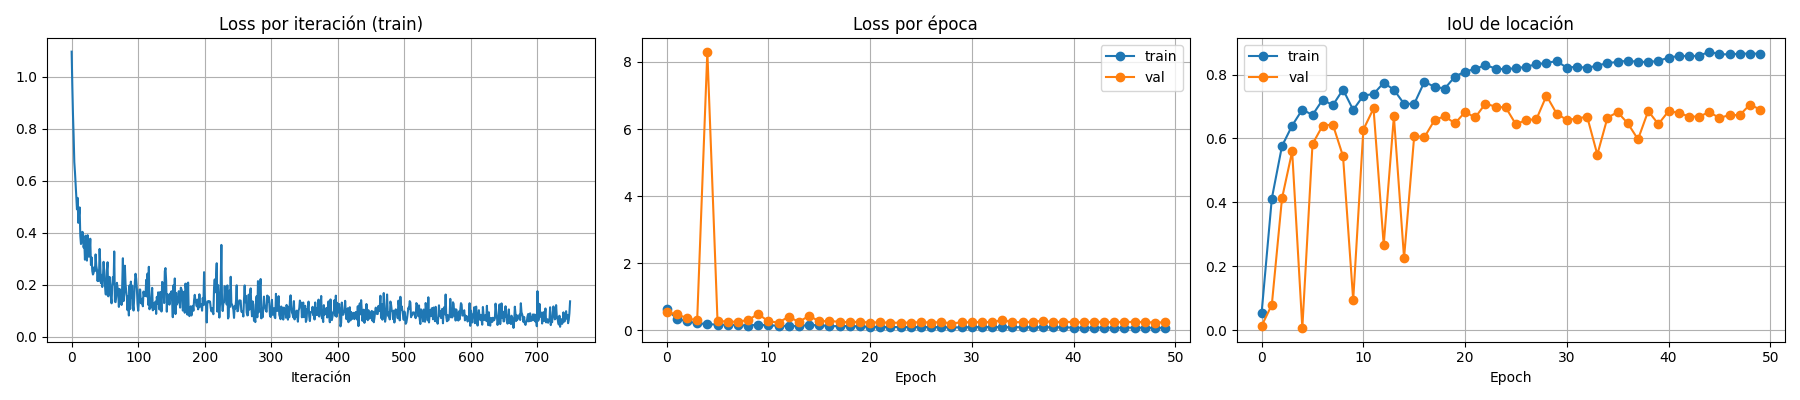 Loss por iteración (train)
1.0
0.8
0.6
0.4
0.2
0.0
0 100 200 300 400 500 600 700
Iteración
Loss por época
train
val
8
6
4
2
0
0 10 20 30 40 50
Epoch
IoU de locación
train
val
0.8
0.6
0.4
0.2
0.0
0 10 20 30 40 50
Epoch